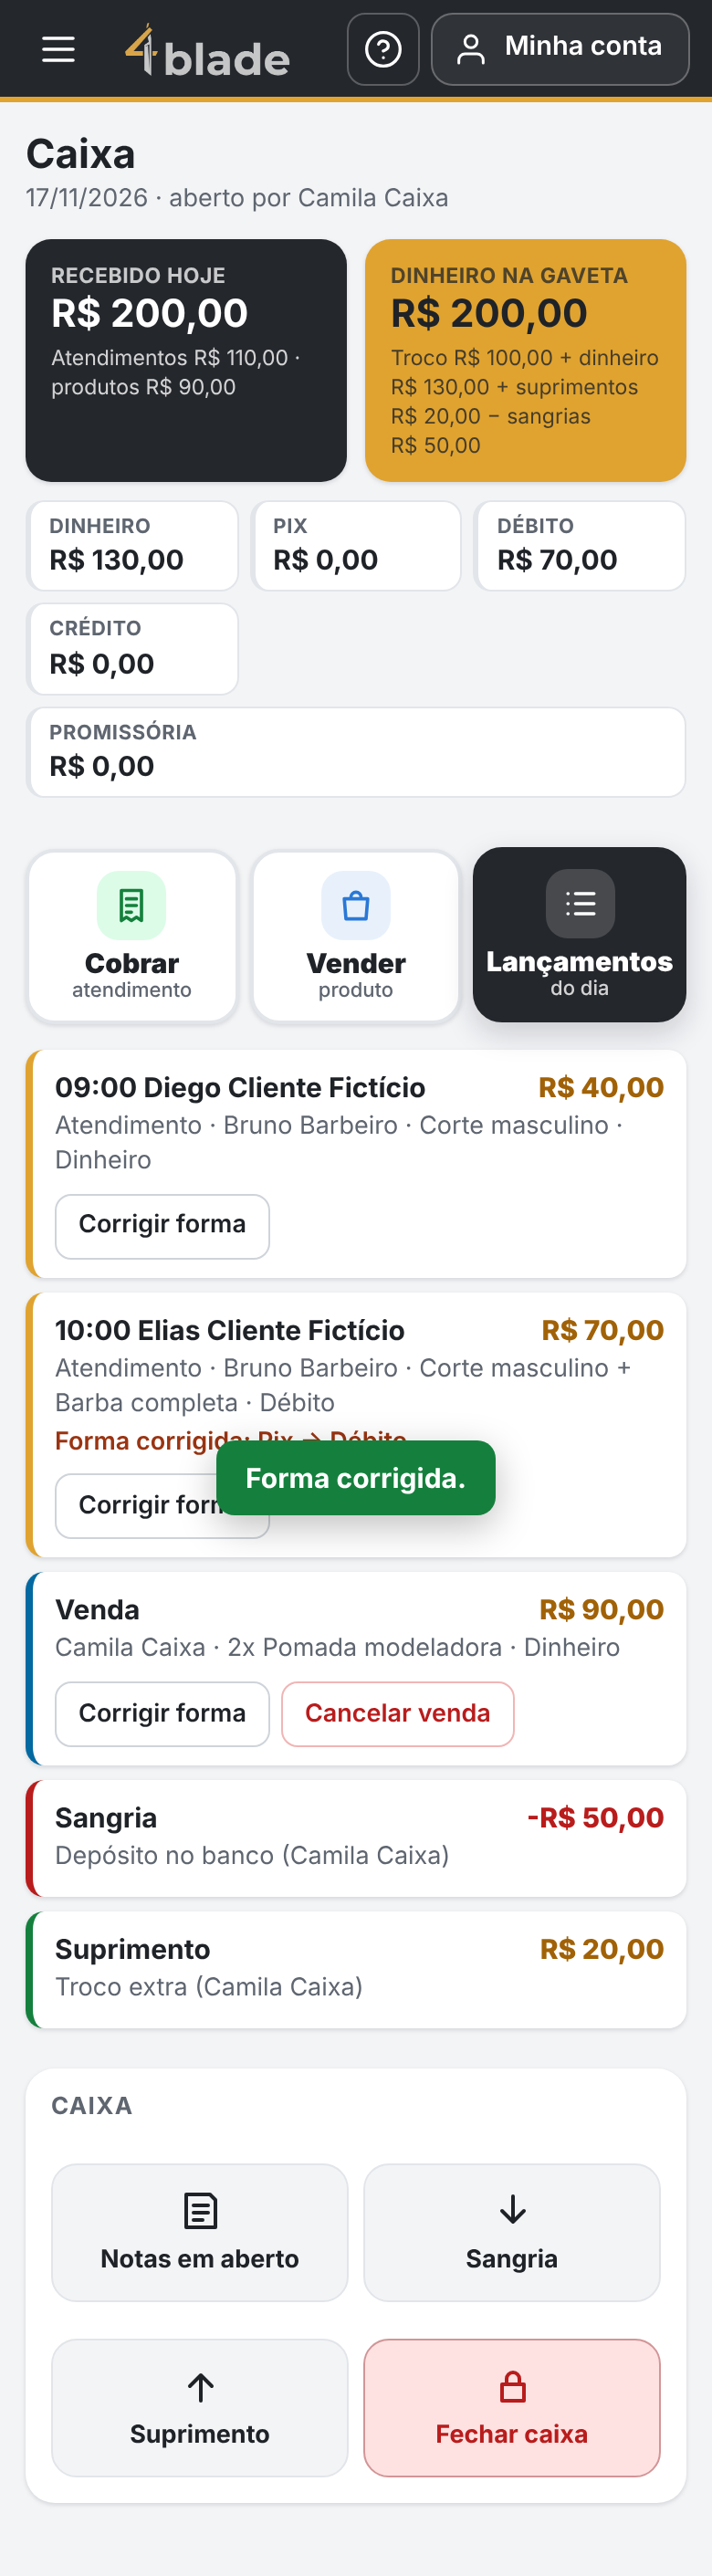 4blade
Minha conta
Caixa
17/11/2026 · aberto por Camila Caixa
RECEBIDO HOJE
R$ 200,00
Atendimentos R$ 110,00 ·
produtos R$ 90,00
DINHEIRO NA GAVETA
R$ 200,00
Troco R$ 100,00 + dinheiro
R$ 130,00 + suprimentos
R$ 20,00 − sangrias
R$ 50,00
DINHEIRO
R$ 130,00
PIX
R$ 0,00
DÉBITO
R$ 70,00
CRÉDITO
R$ 0,00
PROMISSÓRIA
R$ 0,00
Cobrar
atendimento
Vender
produto
Lançamentos
do dia
09:00 Diego Cliente Fictício
R$ 40,00
Atendimento · Bruno Barbeiro · Corte masculino ·
Dinheiro
Corrigir forma
10:00 Elias Cliente Fictício
R$ 70,00
Atendimento · Bruno Barbeiro · Corte masculino +
Barba completa · Débito
Forma corrigida: Pix → Débito
Corrigir forma
Forma corrigida.
Venda
R$ 90,00
Camila Caixa · 2x Pomada modeladora · Dinheiro
Corrigir forma
Cancelar venda
Sangria
-R$ 50,00
Depósito no banco (Camila Caixa)
Suprimento
R$ 20,00
Troco extra (Camila Caixa)
CAIXA
Notas em aberto
Sangria
Suprimento
Fechar caixa